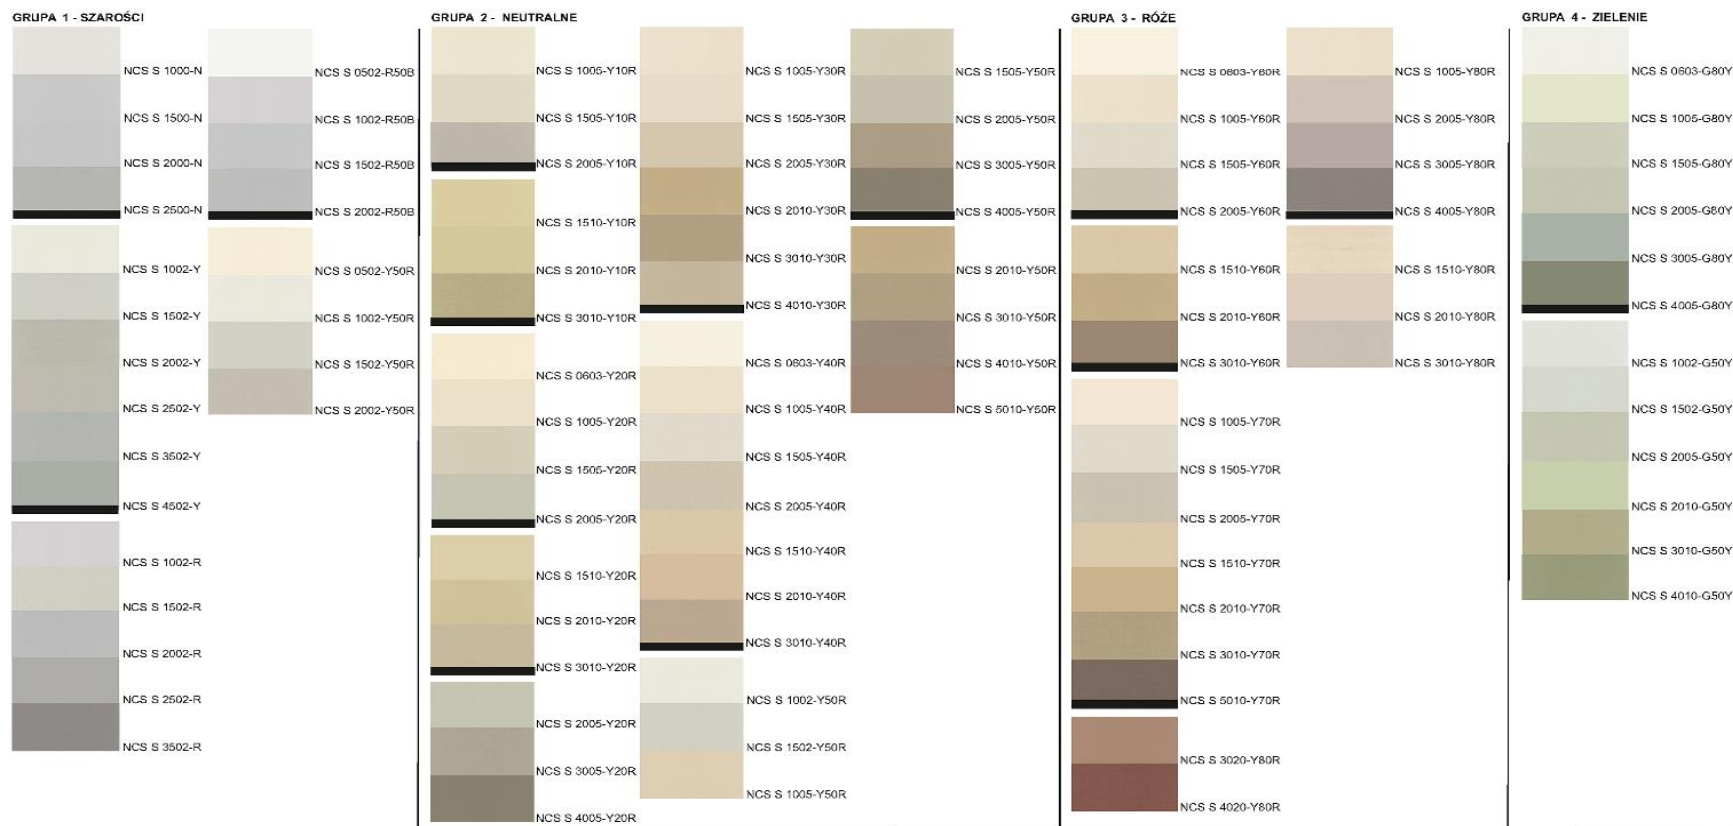 GRUPA 1 - SZAROŚCI
NCS S 1000-N
NCS S 1500-N
NCS S 2000-N
NCS S 2500-N
NCS S 1002-Y
NCS S 1502-Y
NCS S 2002-Y
NCS S 2502-Y
NCS S 3502-Y
NCS S 4502-Y
NCS S 1002-R
NCS S 1502-R
NCS S 2002-R
NCS S 2502-R
NCS S 3502-R
NCS S 0502-R50B
NCS S 1002-R50B
NCS S 1502-R50B
NCS S 2002-R50B
NCS S 0502-Y50R
NCS S 1002-Y50R
NCS S 1502-Y50R
NCS S 2002-Y50R
GRUPA 2 - NEUTRALNE
NCS S 1005-Y10R
NCS S 1505-Y10R
NCS S 2005-Y10R
NCS S 1510-Y10R
NCS S 2010-Y10R
NCS S 3010-Y10R
NCS S 0603-Y20R
NCS S 1005-Y20R
NCS S 1505-Y20R
NCS S 2005-Y20R
NCS S 1510-Y20R
NCS S 2010-Y20R
NCS S 3010-Y20R
NCS S 2005-Y20R
NCS S 3005-Y20R
NCS S 4005-Y20R
NCS S 1005-Y30R
NCS S 1505-Y30R
NCS S 2005-Y30R
NCS S 2010-Y30R
NCS S 3010-Y30R
NCS S 4010-Y30R
NCS S 0603-Y40R
NCS S 1005-Y40R
NCS S 1505-Y40R
NCS S 2005-Y40R
NCS S 1510-Y40R
NCS S 2010-Y40R
NCS S 3010-Y40R
NCS S 1002-Y50R
NCS S 1502-Y50R
NCS S 1005-Y50R
NCS S 1505-Y50R
NCS S 2005-Y50R
NCS S 3005-Y50R
NCS S 4005-Y50R
NCS S 2010-Y50R
NCS S 3010-Y50R
NCS S 4010-Y50R
NCS S 5010-Y50R
GRUPA 3 - RÓŻE
NCS S 0603-Y60R
NCS S 1005-Y60R
NCS S 1505-Y60R
NCS S 2005-Y60R
NCS S 1510-Y60R
NCS S 2010-Y60R
NCS S 3010-Y60R
NCS S 1005-Y70R
NCS S 1505-Y70R
NCS S 2005-Y70R
NCS S 1510-Y70R
NCS S 2010-Y70R
NCS S 3010-Y70R
NCS S 5010-Y70R
NCS S 3020-Y80R
NCS S 4020-Y80R
NCS S 1005-Y80R
NCS S 2005-Y80R
NCS S 3005-Y80R
NCS S 4005-Y80R
NCS S 1510-Y80R
NCS S 2010-Y80R
NCS S 3010-Y80R
GRUPA 4 - ZIELENIE
NCS S 0603-G80Y
NCS S 1005-G80Y
NCS S 1505-G80Y
NCS S 2005-G80Y
NCS S 3005-G80Y
NCS S 4005-G80Y
NCS S 1002-G50Y
NCS S 1502-G50Y
NCS S 2005-G50Y
NCS S 2010-G50Y
NCS S 3010-G50Y
NCS S 4010-G50Y